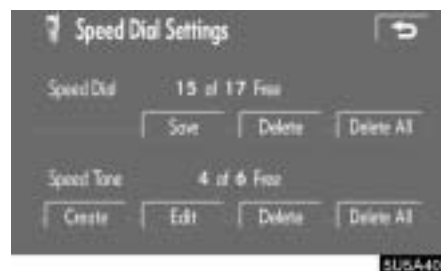 Speed Dial Settings
Speed Dial 15 of 17 Free
Save Delete Delete All
Speed Tone 4 of 6 Free
Create Edit Delete Delete All
5U5A40